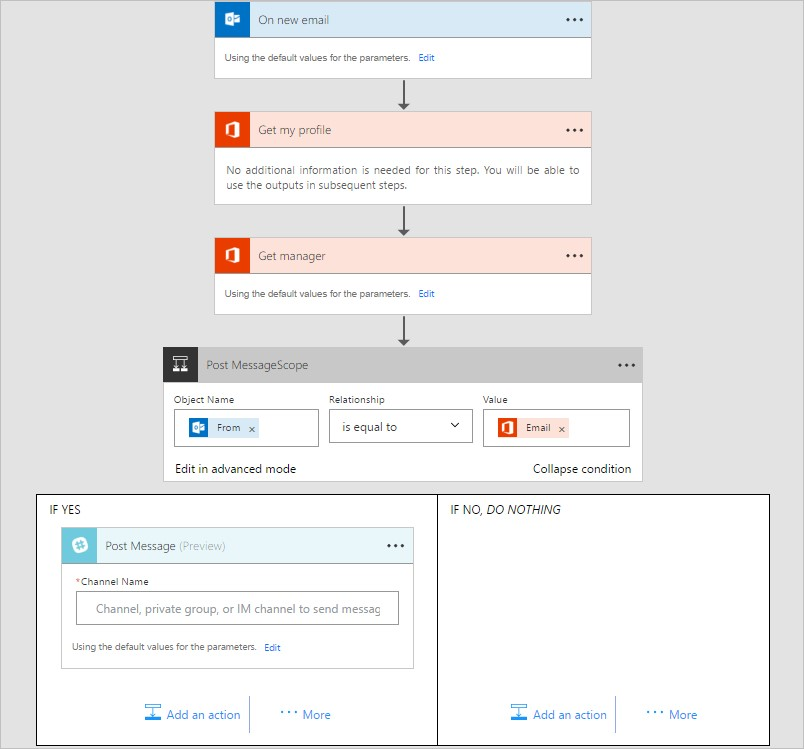 On new email
Using the default values for the parameters. Edit
Get my profile
No additional information is needed for this step. You will be able to
use the outputs in subsequent steps.
Get manager
Using the default values for the parameters. Edit
Post MessageScope
Object Name Relationship Value
From × is equal to Email ×
Edit in advanced mode Collapse condition
IF YES IF NO, DO NOTHING
Post Message (Preview)
*Channel Name
Channel, private group, or IM channel to send messag
Using the default values for the parameters. Edit
Add an action More Add an action More